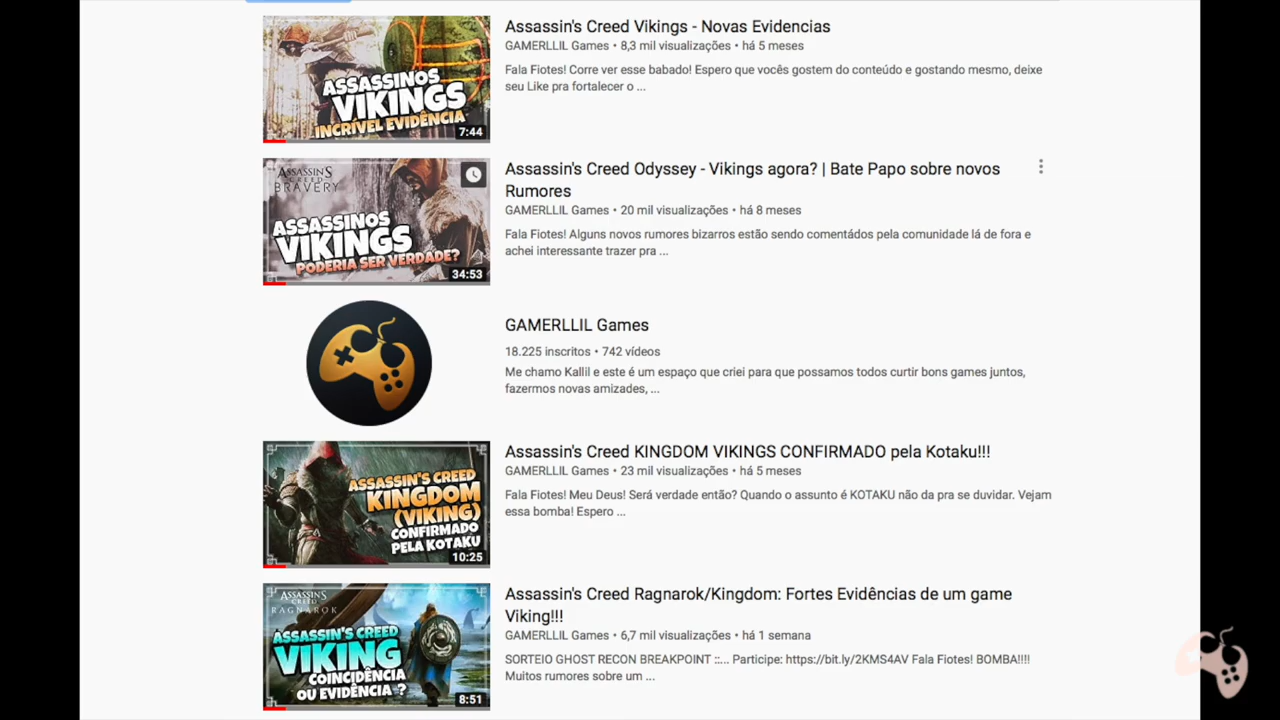 ASSASSINOS
VIKINGS
INCRÍVEL EVIDÊNCIA
7:44
Assassin's Creed Vikings - Novas Evidencias
GAMERLLIL Games • 8,3 mil visualizações • há 5 meses
Fala Fiotes! Corre ver esse babado! Espero que vocês gostem do conteúdo e gostando mesmo, deixe
seu Like pra fortalecer o ...
ASSASSIN'S
CREED
BRAVERY
ASSASSINOS
VIKINGS
PODERIA SER VERDADE?
34:53
Assassin's Creed Odyssey - Vikings agora? | Bate Papo sobre novos
Rumores
GAMERLLIL Games • 20 mil visualizações • há 8 meses
Fala Fiotes! Alguns novos rumores bizarros estão sendo comentádos pela comunidade lá de fora e
achei interessante trazer pra ...
GAMERLLIL Games
18.225 inscritos • 742 vídeos
Me chamo Kallil e este é um espaço que criei para que possamos todos curtir bons games juntos,
fazermos novas amizades, ...
ASSASSIN'S CREED
KINGDOM
(VIKING)
CONFIRMADO
PELA KOTAKU
10:25
Assassin's Creed KINGDOM VIKINGS CONFIRMADO pela Kotaku!!!
GAMERLLIL Games • 23 mil visualizações • há 5 meses
Fala Fiotes! Meu Deus! Será verdade então? Quando o assunto é KOTAKU não da pra se duvidar. Vejam
essa bomba! Espero ...
ASSASSIN'S
CREED
RAGNAROK
ASSASSIN'S CREED
VIKING
COINCIDÊNCIA
OU EVIDÊNCIA ?
8:51
Assassin's Creed Ragnarok/Kingdom: Fortes Evidências de um game
Viking!!!
GAMERLLIL Games • 6,7 mil visualizações • há 1 semana
SORTEIO GHOST RECON BREAKPOINT ::... Participe: https://bit.ly/2KMS4AV Fala Fiotes! BOMBA!!!!
Muitos rumores sobre um ...